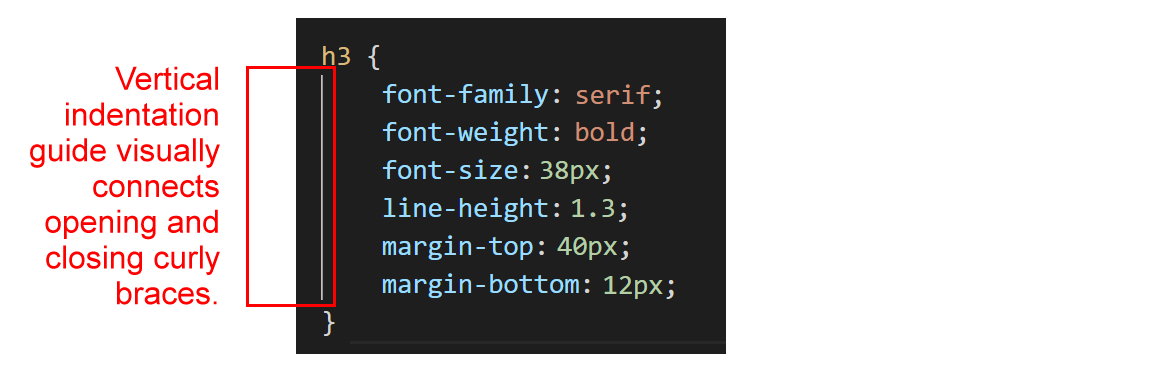 Vertical
indentation
guide visually
connects
opening and
closing curly
braces.
h3 {
font-family: serif;
font-weight: bold;
font-size: 38px;
line-height: 1.3;
margin-top: 40px;
margin-bottom: 12px;
}